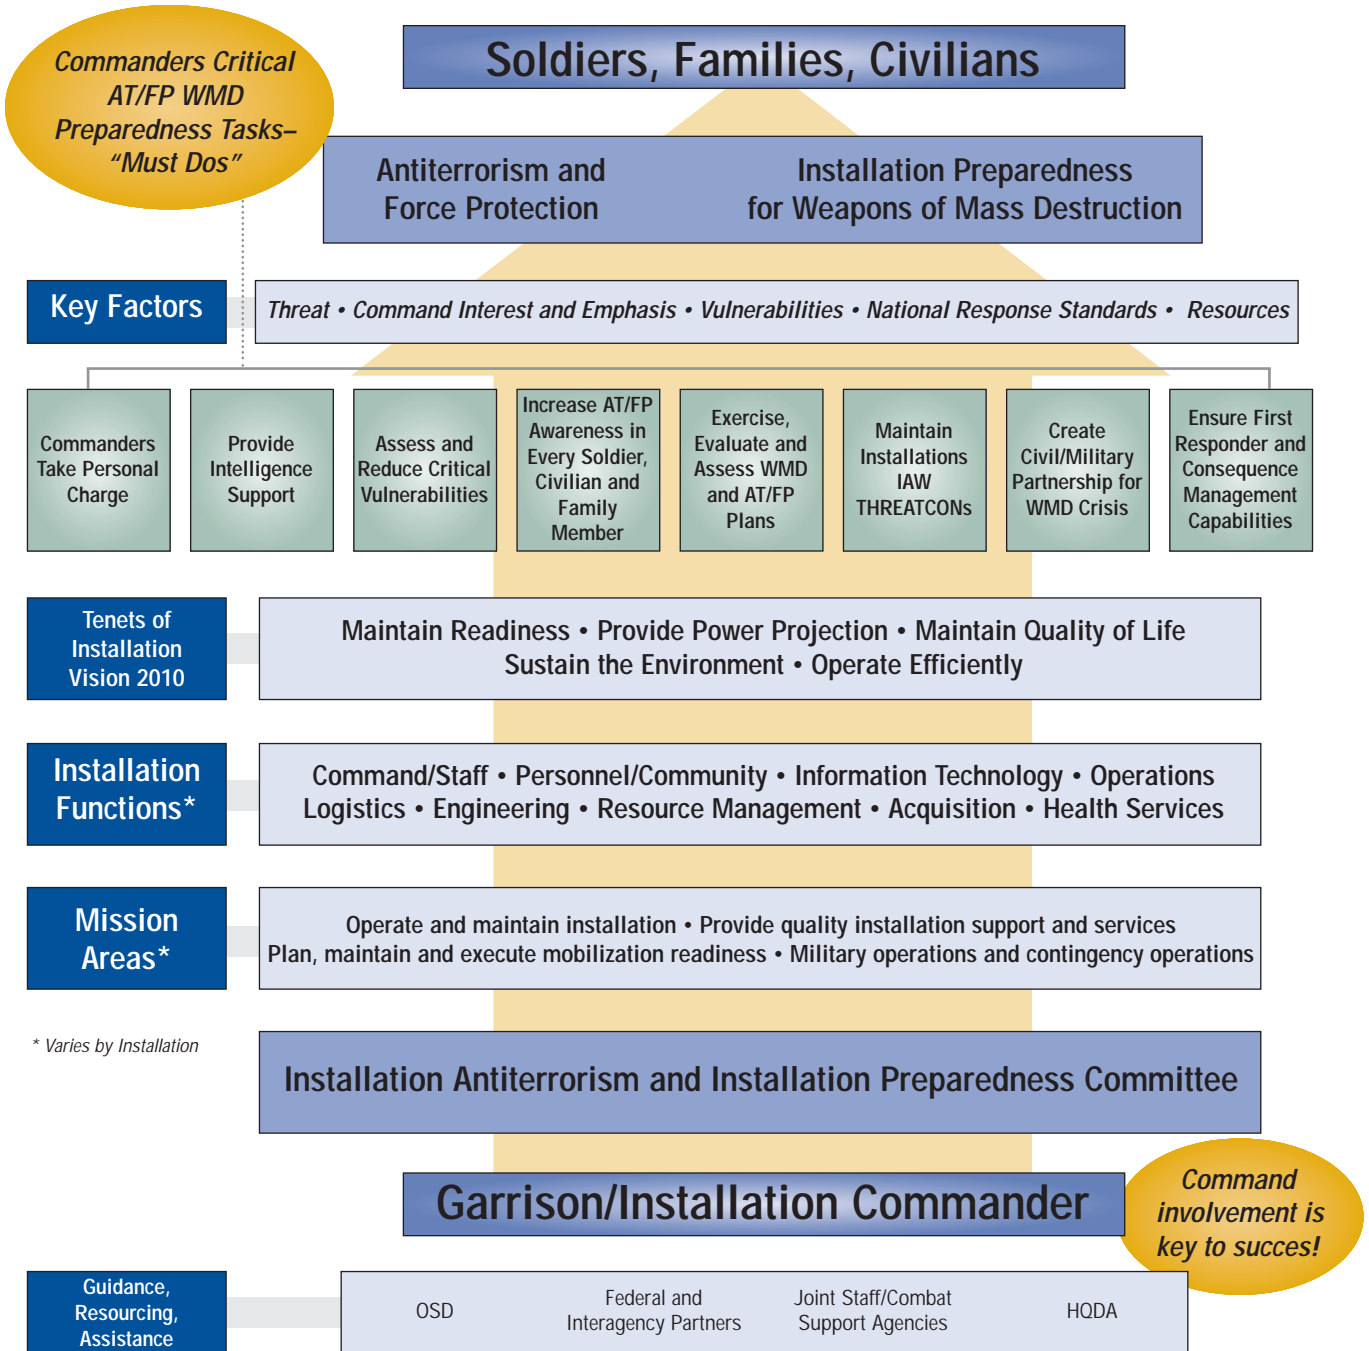 Commanders Critical
AT/FP WMD
Preparedness Tasks–
“Must Dos”
Soldiers, Families, Civilians
Antiterrorism and
Force Protection
Installation Preparedness
for Weapons of Mass Destruction
Key Factors
Threat • Command Interest and Emphasis • Vulnerabilities • National Response Standards • Resources
Commanders
Take Personal
Charge
Provide
Intelligence
Support
Assess and
Reduce Critical
Vulnerabilities
Increase AT/FP
Awareness in
Every Soldier,
Civilian and
Family
Member
Exercise,
Evaluate and
Assess WMD
and AT/FP
Plans
Maintain
Installations
IAW
THREATCONs
Create
Civil/Military
Partnership for
WMD Crisis
Ensure First
Responder and
Consequence
Management
Capabilities
Tenets of
Installation
Vision 2010
Maintain Readiness • Provide Power Projection • Maintain Quality of Life
Sustain the Environment • Operate Efficiently
Installation
Functions*
Command/Staff • Personnel/Community • Information Technology • Operations
Logistics • Engineering • Resource Management • Acquisition • Health Services
Mission
Areas*
Operate and maintain installation • Provide quality installation support and services
Plan, maintain and execute mobilization readiness • Military operations and contingency operations
* Varies by Installation
Installation Antiterrorism and Installation Preparedness Committee
Garrison/Installation Commander
Command
involvement is
key to succes!
Guidance,
Resourcing,
Assistance
OSD
Federal and
Interagency Partners
Joint Staff/Combat
Support Agencies
HQDA